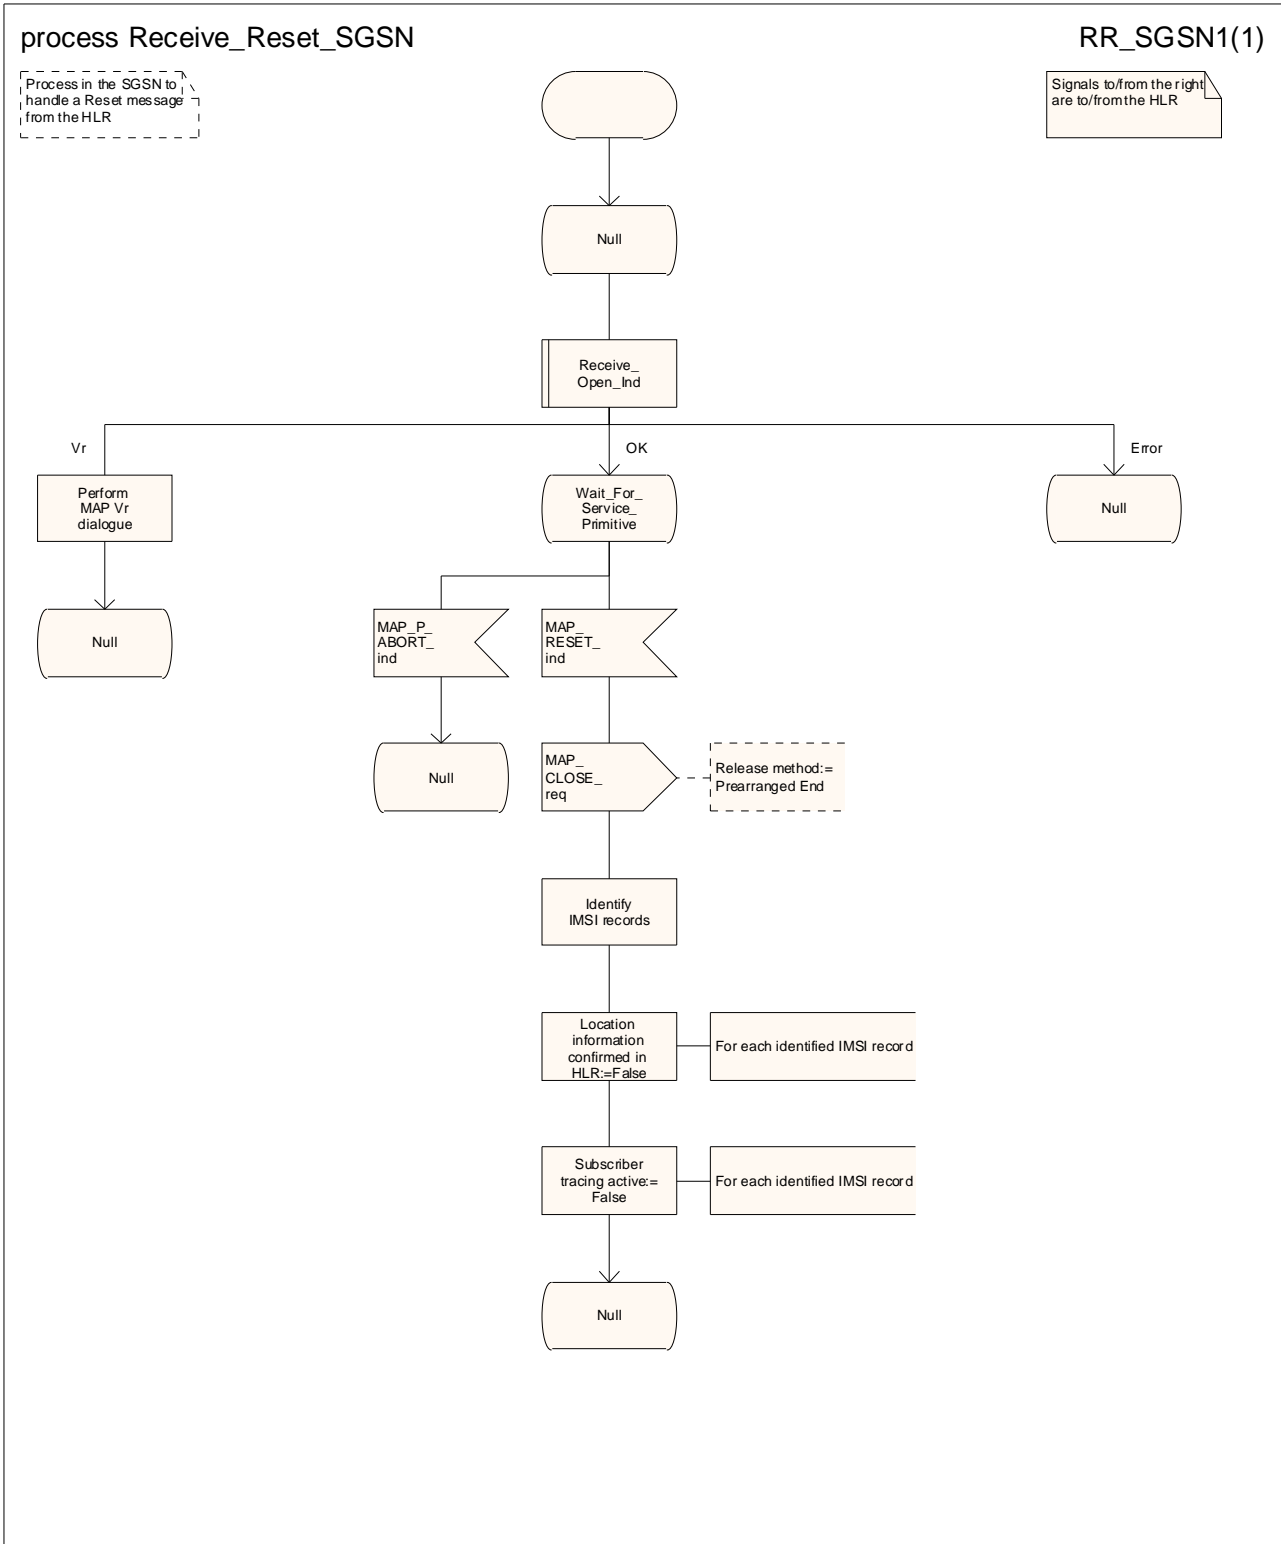 process Receive_Reset_SGSN
RR_SGSN1(1)
Process in the SGSN to
handle a Reset message
from the HLR
Signals to/from the right
are to/from the HLR
Null
Receive_
Open_Ind
Vr
OK
Error
Perform
MAP Vr
dialogue
Wait_For_
Service_
Primitive
Null
Null
MAP_P_
ABORT_
ind
MAP_
RESET_
ind
Null
MAP_
CLOSE_
req
Release method:=
Prearranged End
Identify
IMSI records
Location
information
confirmed in
HLR:=False
For each identified IMSI record
Subscriber
tracing active:=
False
For each identified IMSI record
Null